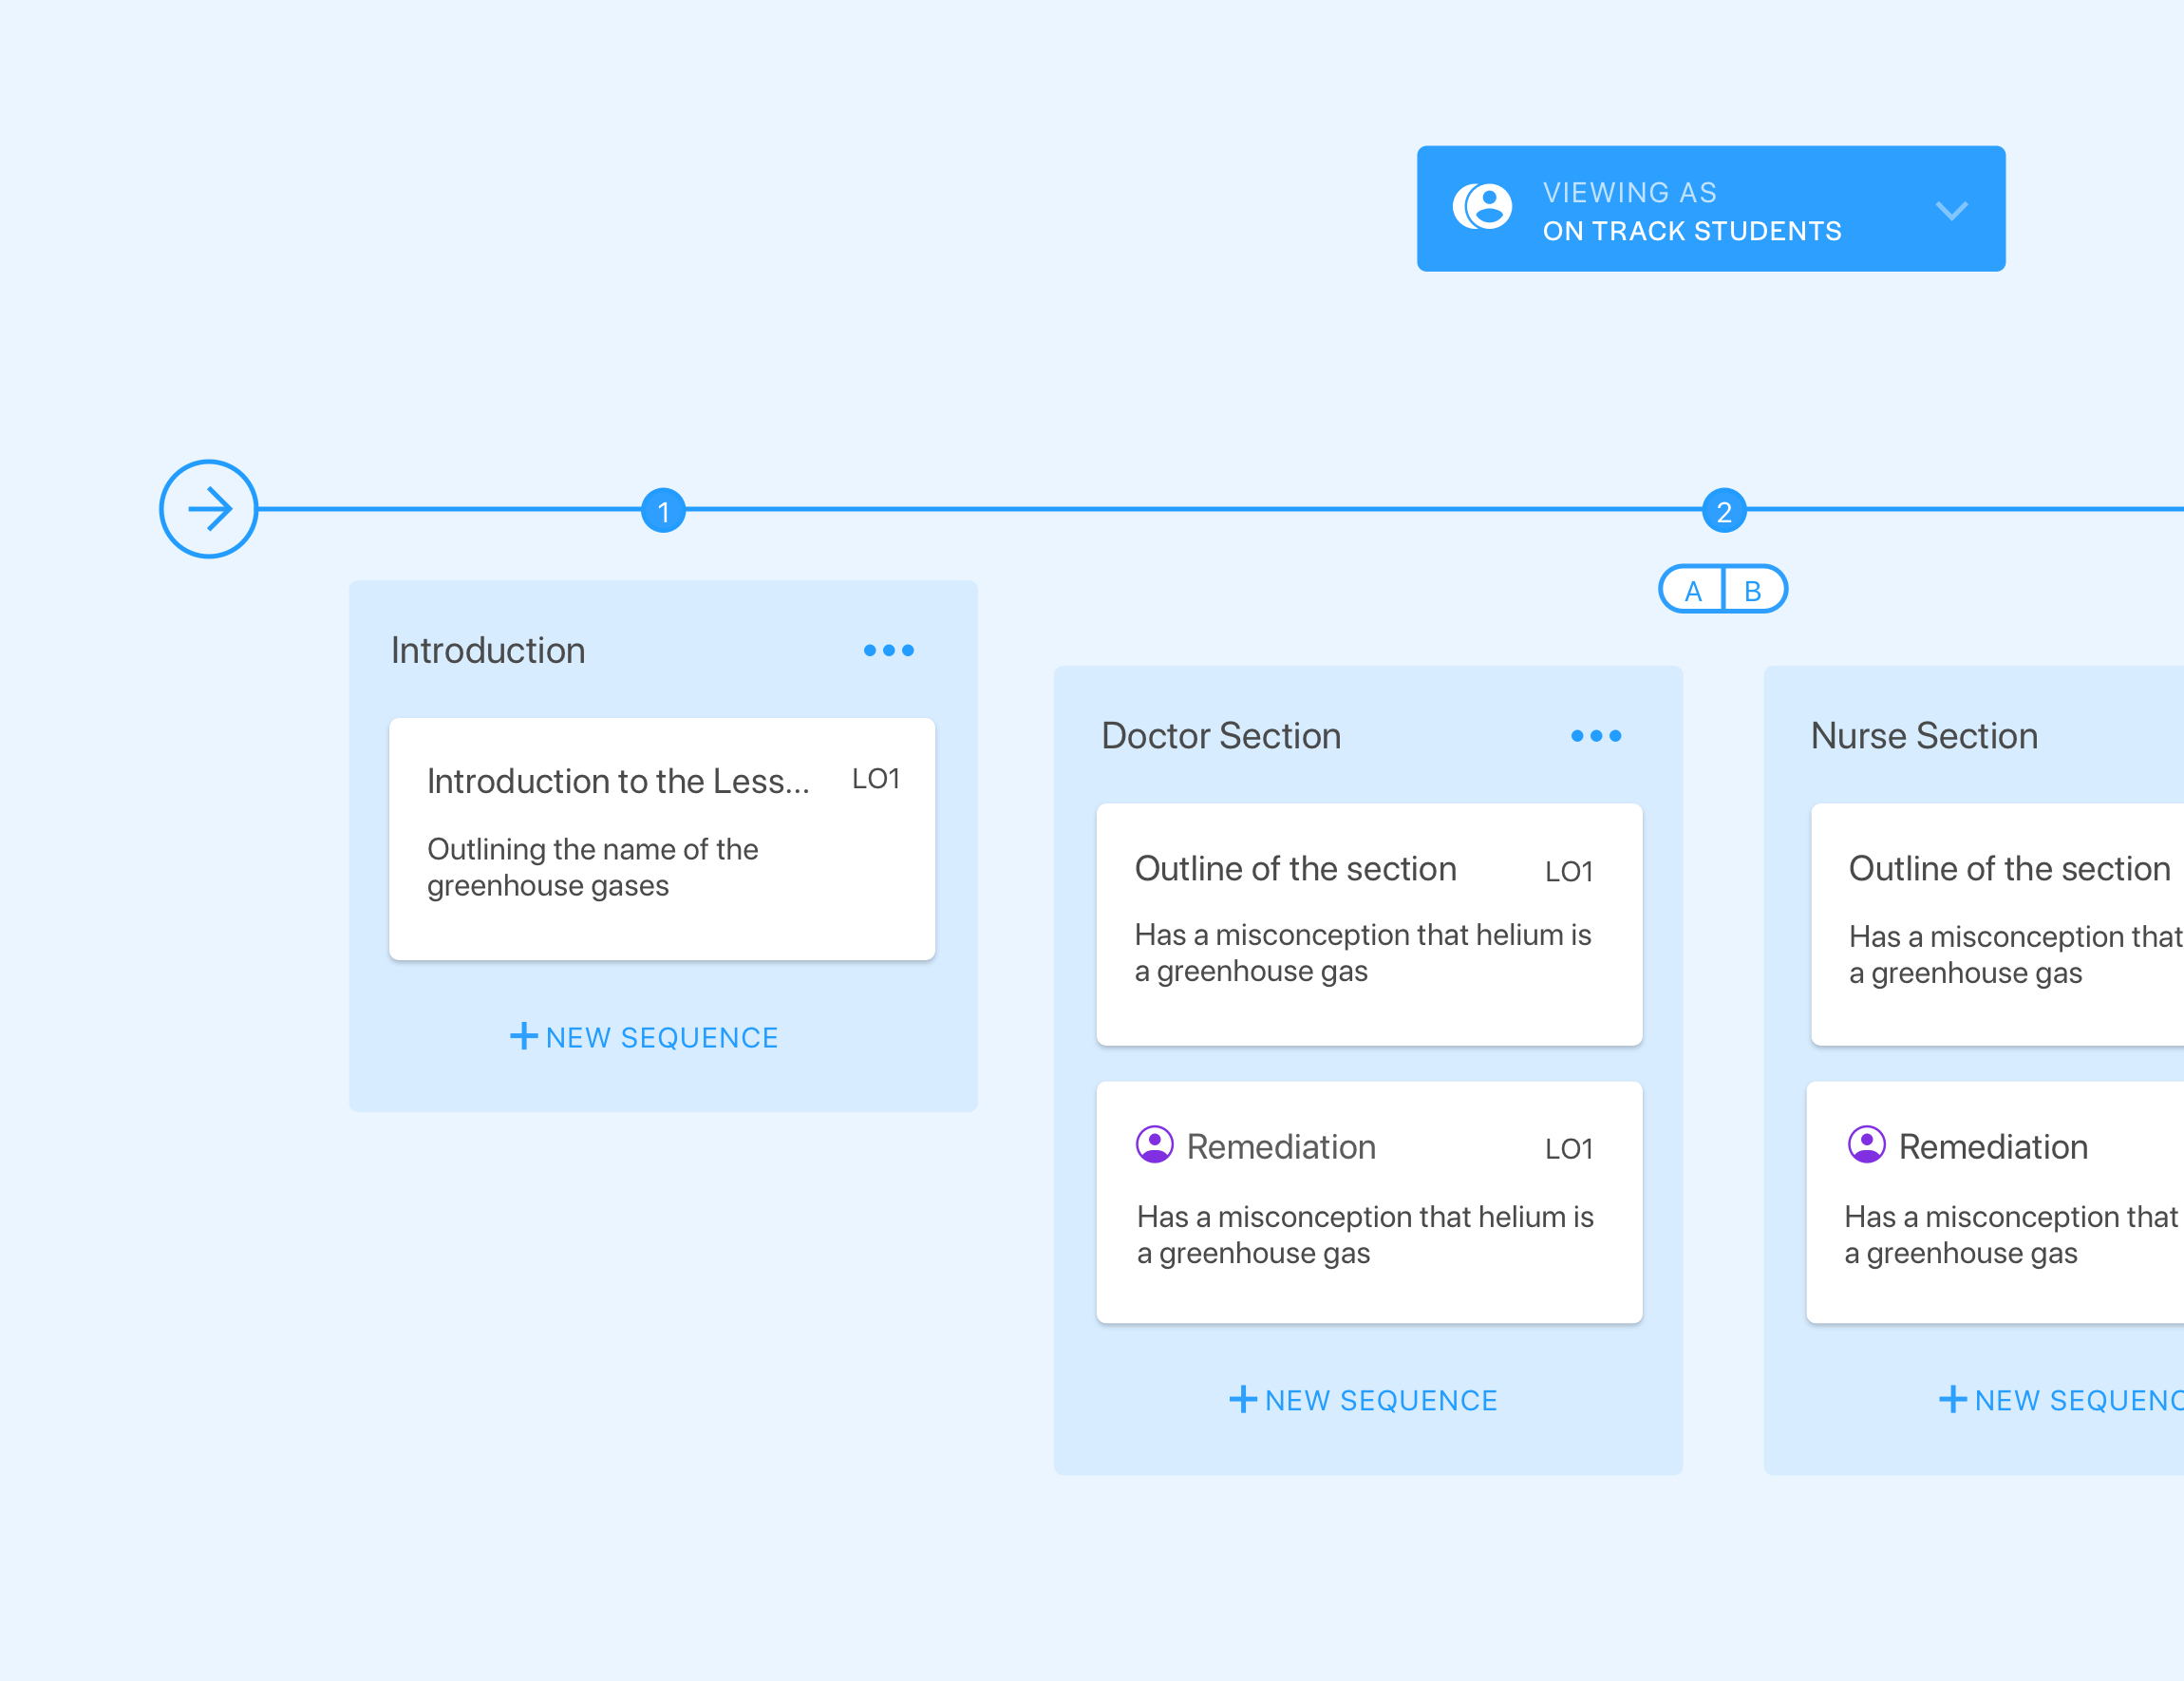 VIEWING AS
ON TRACK STUDENTS
1
2
A B
Introduction
Introduction to the Less... LO1
Outlining the name of the
greenhouse gases
NEW SEQUENCE
Doctor Section
Outline of the section LO1
Has a misconception that helium is
a greenhouse gas
Remediation LO1
Has a misconception that helium is
a greenhouse gas
NEW SEQUENCE
Nurse Section
Outline of the section
Has a misconception that
a greenhouse gas
Remediation
Has a misconception that
a greenhouse gas
NEW SEQUENC